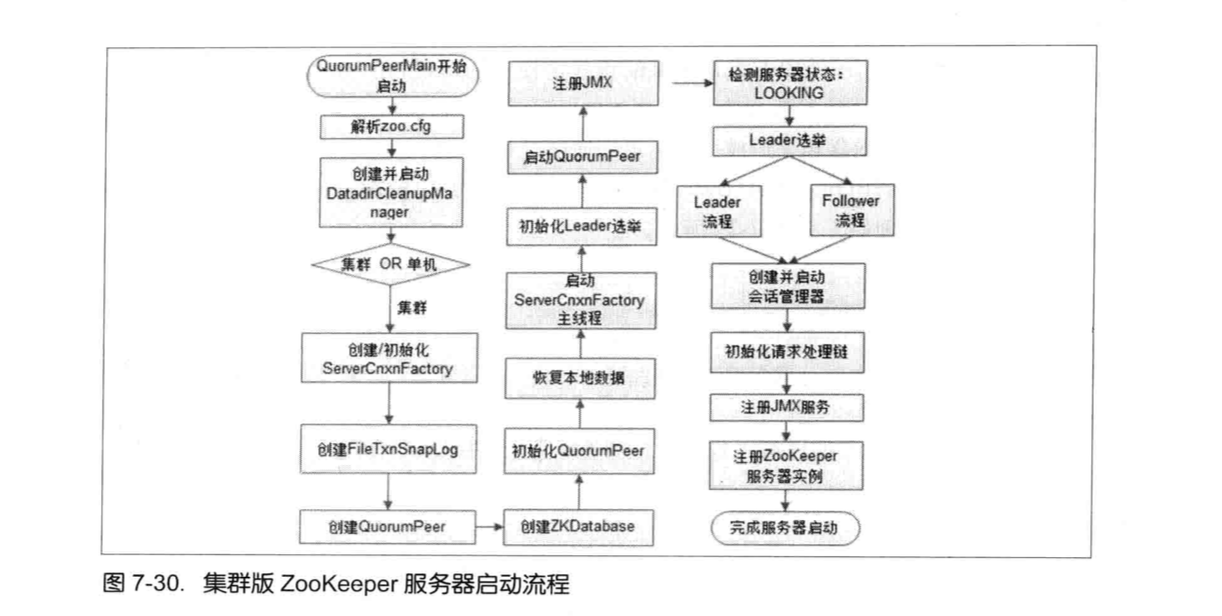 QuorumPeerMain开始
启动
解析zoo.cfg
创建并启动
DatadirCleanupMa
nager
集群 OR 单机
集群
创建/初始化
ServerCnxnFactory
创建FileTxnSnapLog
创建QuorumPeer
创建ZKDatabase
初始化QuorumPeer
恢复本地数据
启动
ServerCnxnFactory
主线程
初始化Leader选举
启动QuorumPeer
注册JMX
检测服务器状态：
LOOKING
Leader选举
Leader
流程
Follower
流程
创建并启动
会话管理器
初始化请求处理链
注册JMX服务
注册ZooKeeper
服务器实例
完成服务器启动
图 7-30. 集群版 ZooKeeper 服务器启动流程